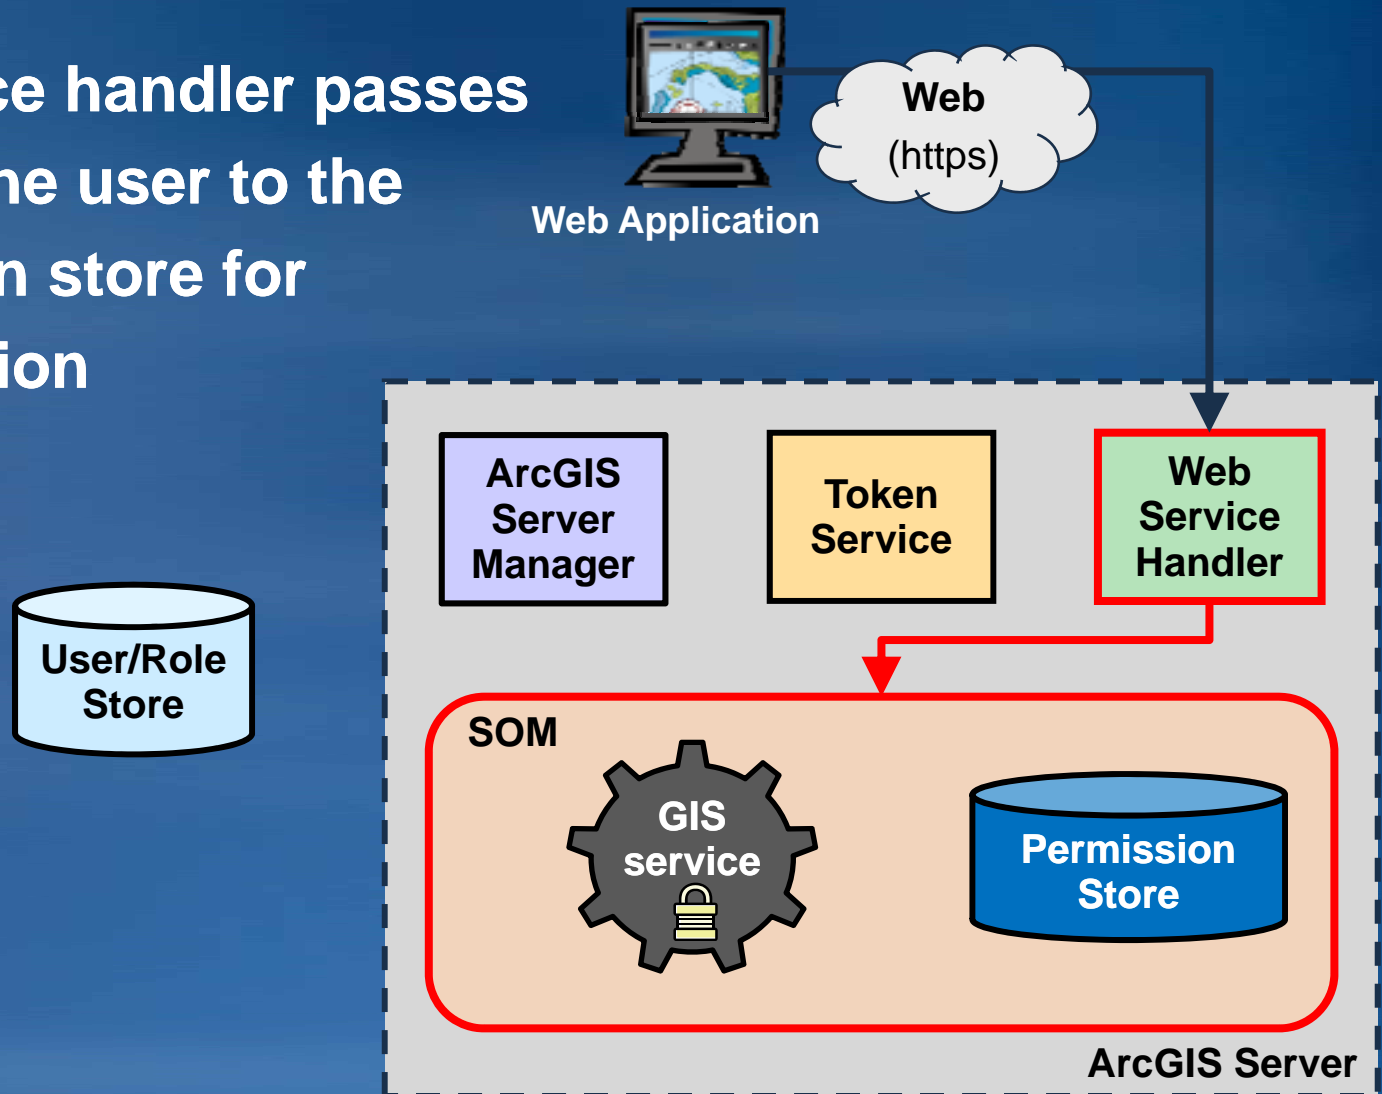 ce handler passes
ne user to the
n store for
ion
Web
(https)
Web Application
ArcGIS
Server
Manager
Token
Service
Web
Service
Handler
User/Role
Store
SOM
GIS
service
Permission
Store
ArcGIS Server